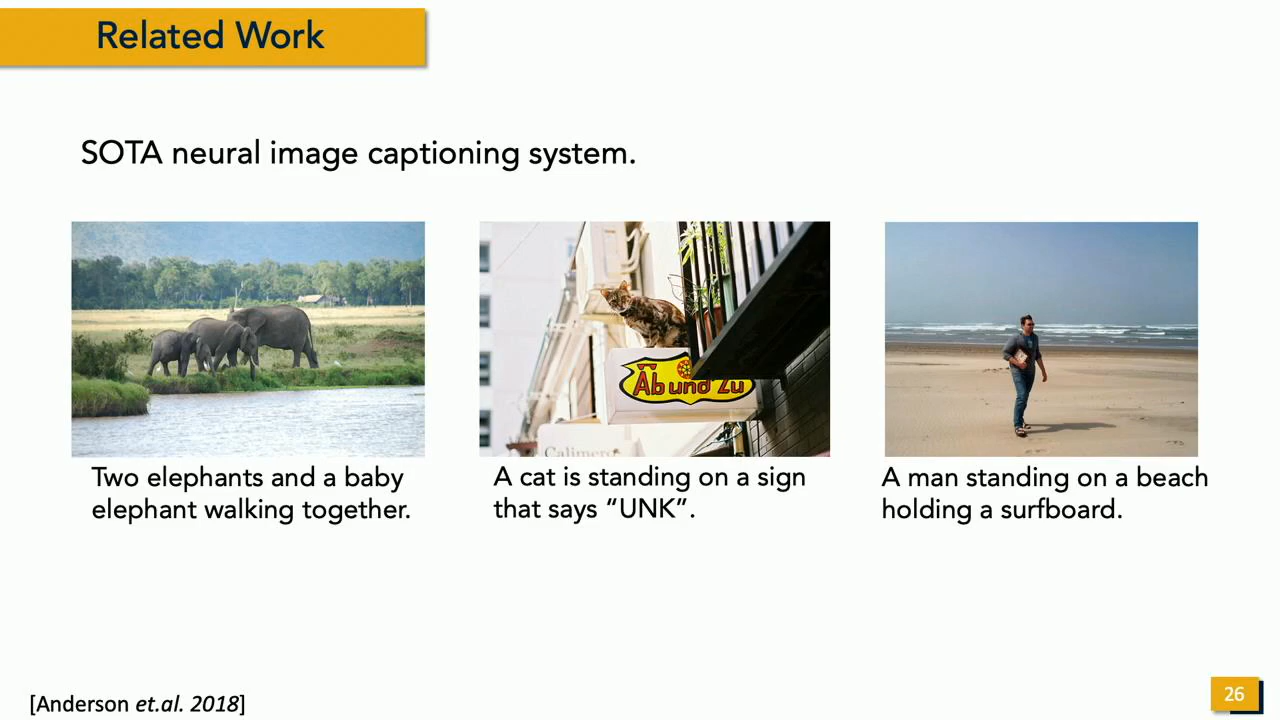 Related Work
SOTA neural image captioning system.
Ab und Zu
Calimero
Two elephants and a baby
elephant walking together.
A cat is standing on a sign
that says “UNK”.
A man standing on a beach
holding a surfboard.
[Anderson et.al. 2018]
26